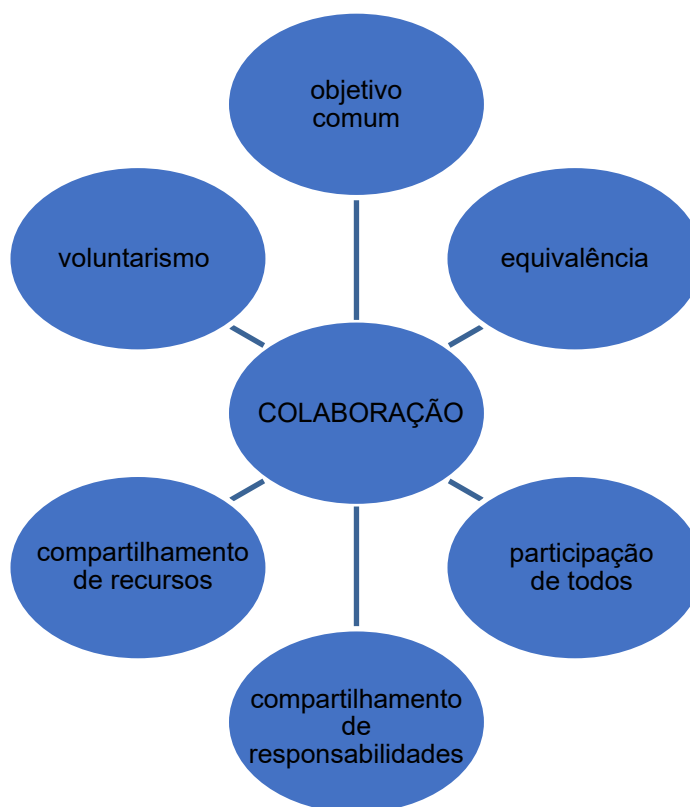 objetivo
comum
voluntarismo
equivalência
COLABORAÇÃO
compartilhamento
de recursos
participação
de todos
compartilhamento
de
responsabilidades